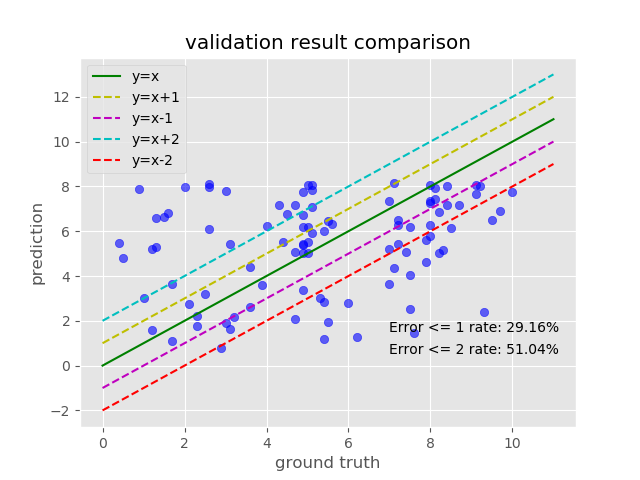 validation result comparison
y=x
y=x+1
y=x-1
y=x+2
y=x-2
12
10
8
6
4
2
0
−2
prediction
Error <= 1 rate: 29.16%
Error <= 2 rate: 51.04%
0 2 4 6 8 10
ground truth